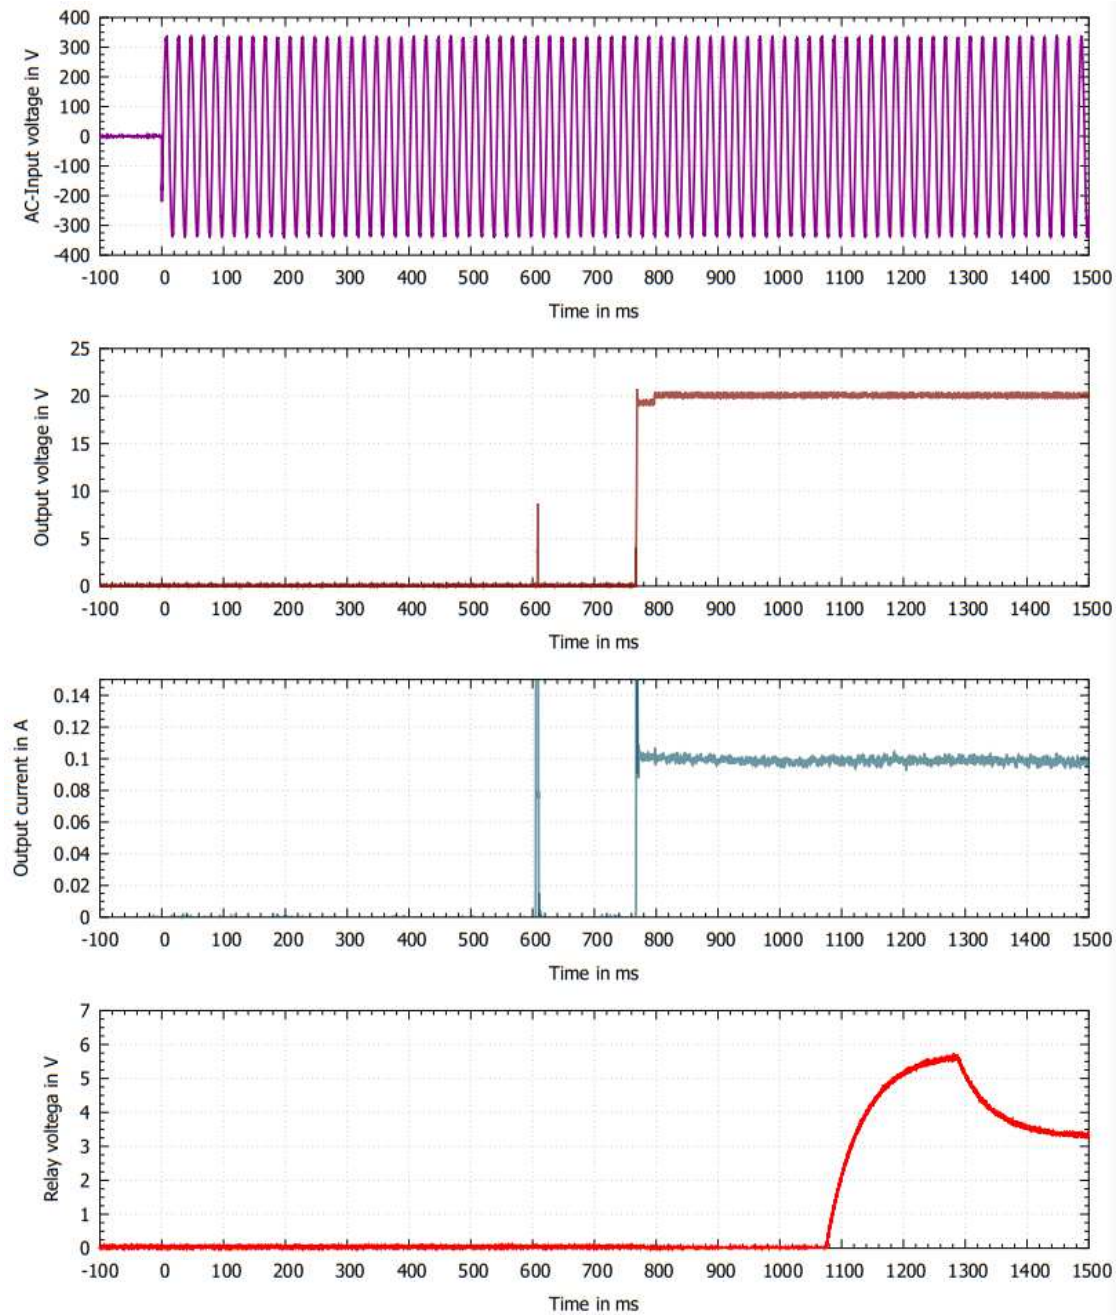 AC-Input voltage in V
400
300
200
100
0
-100
-200
-300
-400
-100 0 100 200 300 400 500 600 700 800 900 1000 1100 1200 1300 1400 1500
Time in ms
Output voltage in V
25
20
15
10
5
0
-100 0 100 200 300 400 500 600 700 800 900 1000 1100 1200 1300 1400 1500
Time in ms
Output current in A
0.14
0.12
0.1
0.08
0.06
0.04
0.02
0
-100 0 100 200 300 400 500 600 700 800 900 1000 1100 1200 1300 1400 1500
Time in ms
Relay voltega in V
7
6
5
4
3
2
1
0
-100 0 100 200 300 400 500 600 700 800 900 1000 1100 1200 1300 1400 1500
Time in ms